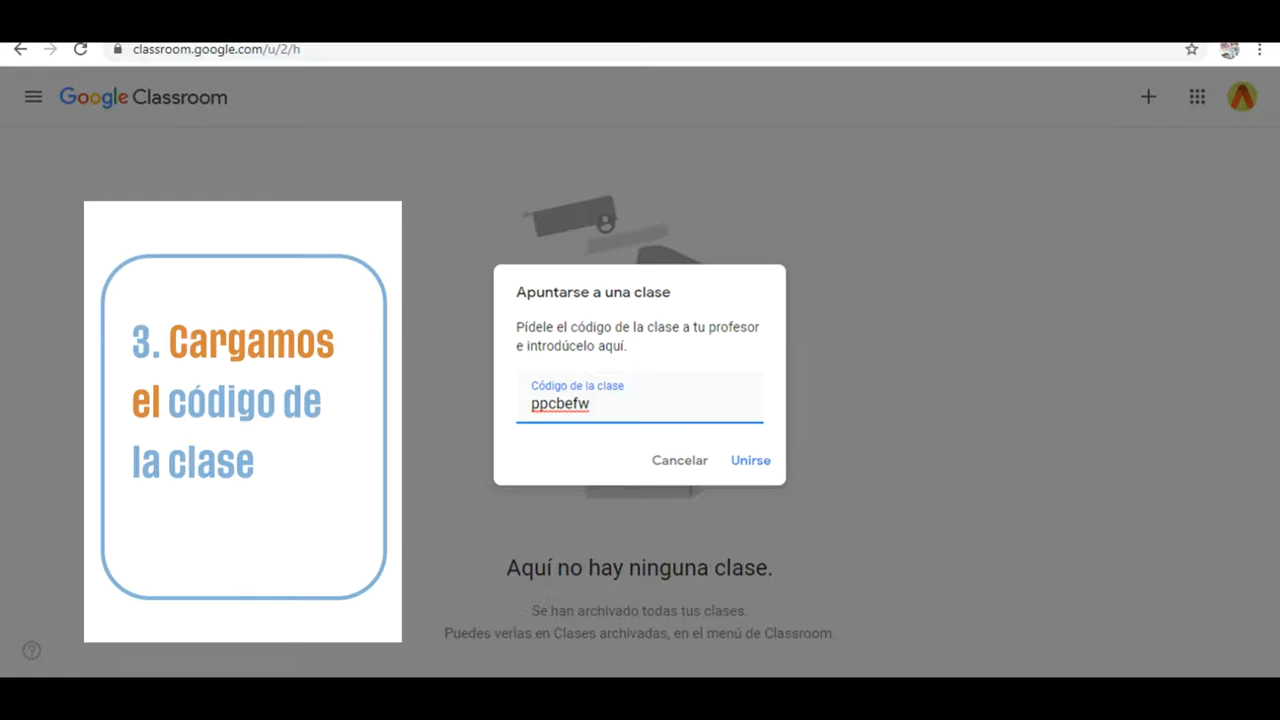 classroom.google.com/u/2/h
Google Classroom
3. Cargamos
el código de
la clase
Apuntarse a una clase
Pídele el código de la clase a tu profesor
e introdúcelo aquí.
Código de la clase
ppcbefw
Cancelar Unirse
Aquí no hay ninguna clase.
Se han archivado todas tus clases.
Puedes verlas en Clases archivadas, en el menú de Classroom.